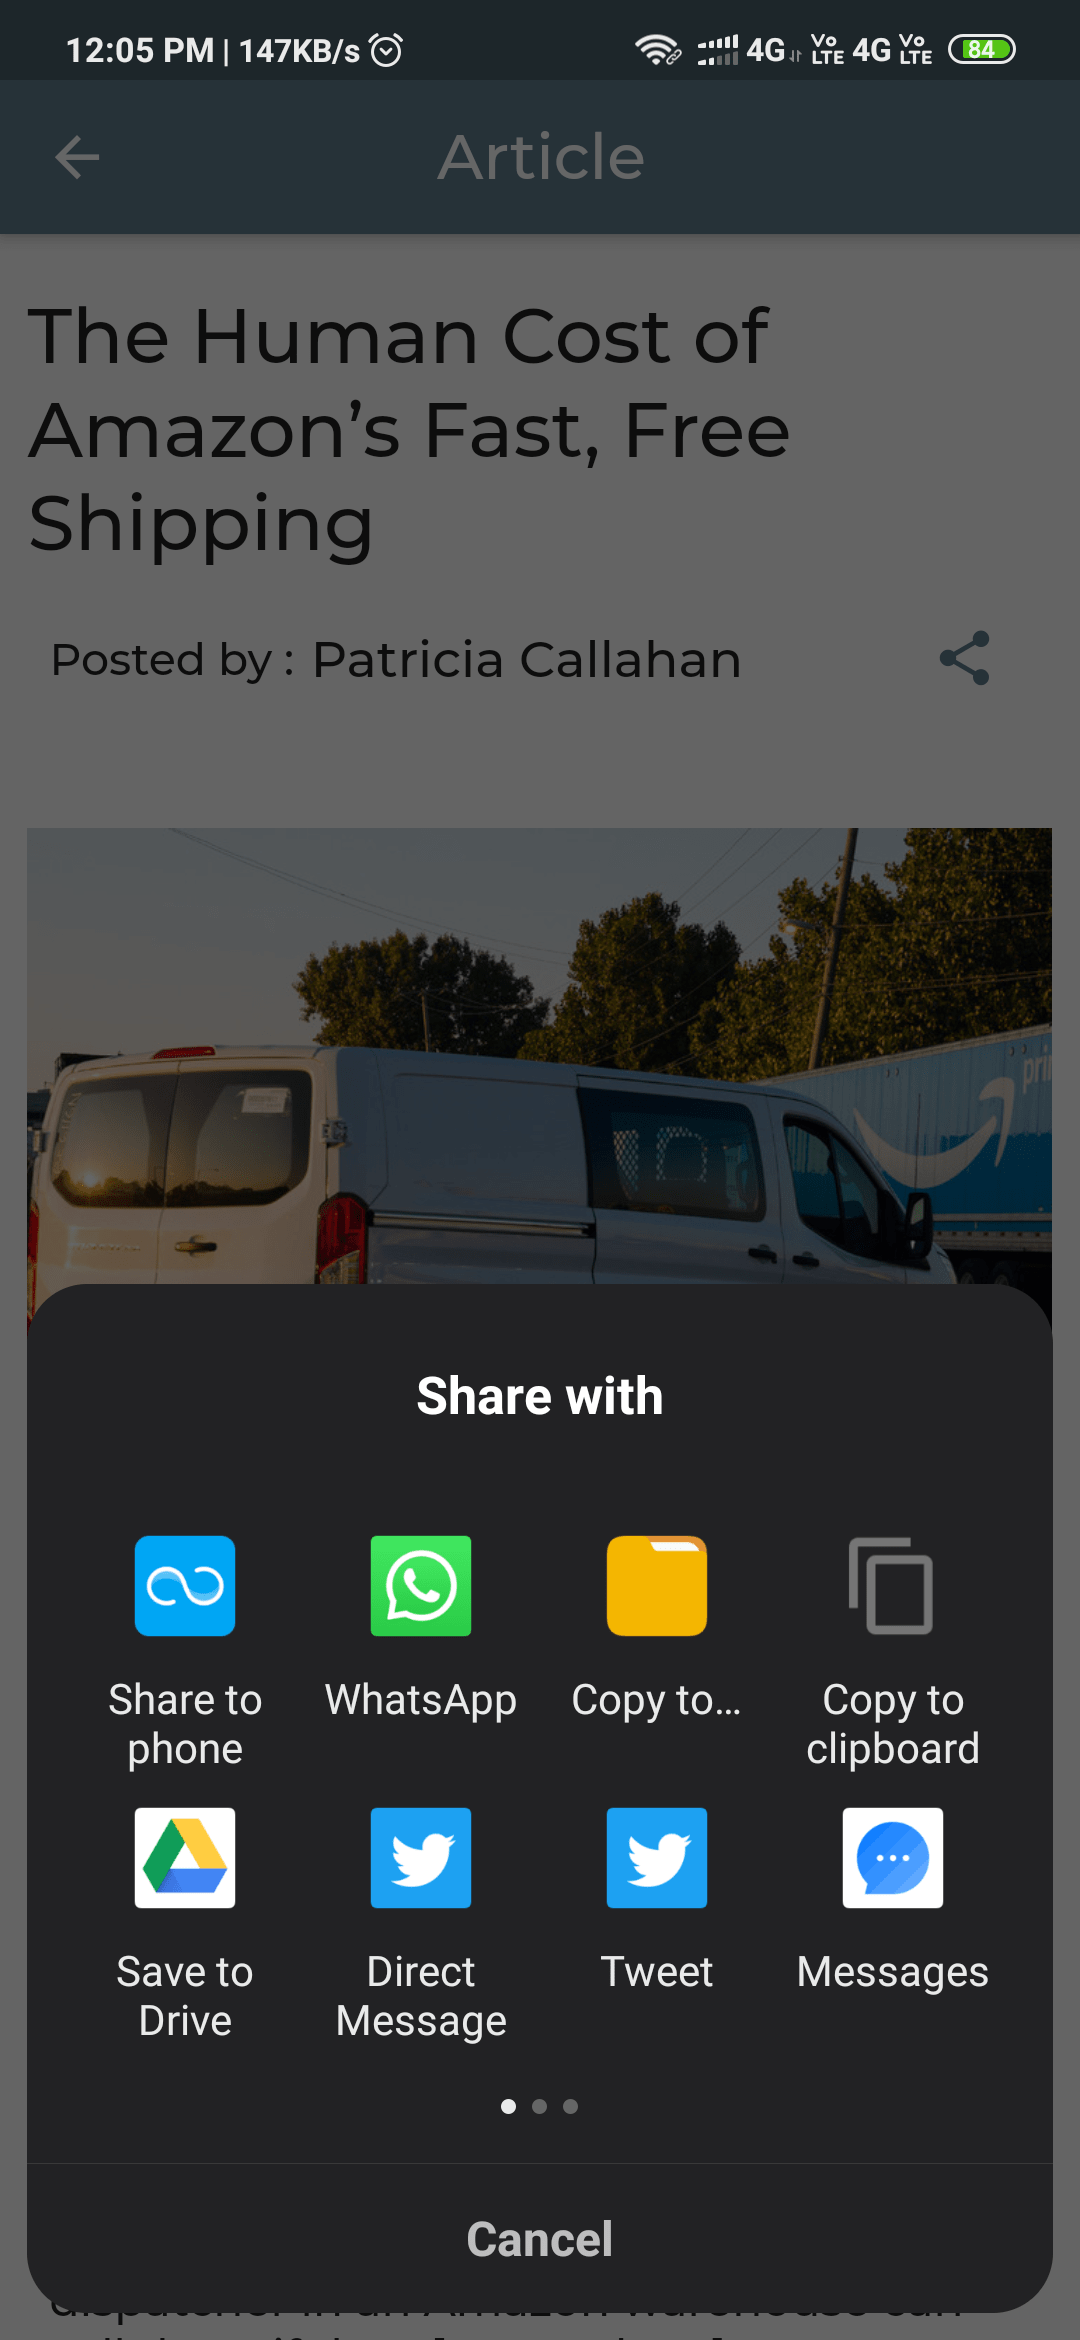 12:05 PM | 147KB/s 4G Vo LTE 4G Vo LTE 84
Article
The Human Cost of
Amazon’s Fast, Free
Shipping
Posted by : Patricia Callahan
Share with
Share to
phone
WhatsApp
Copy to...
Copy to
clipboard
Save to
Drive
Direct
Message
Tweet
Messages
Cancel